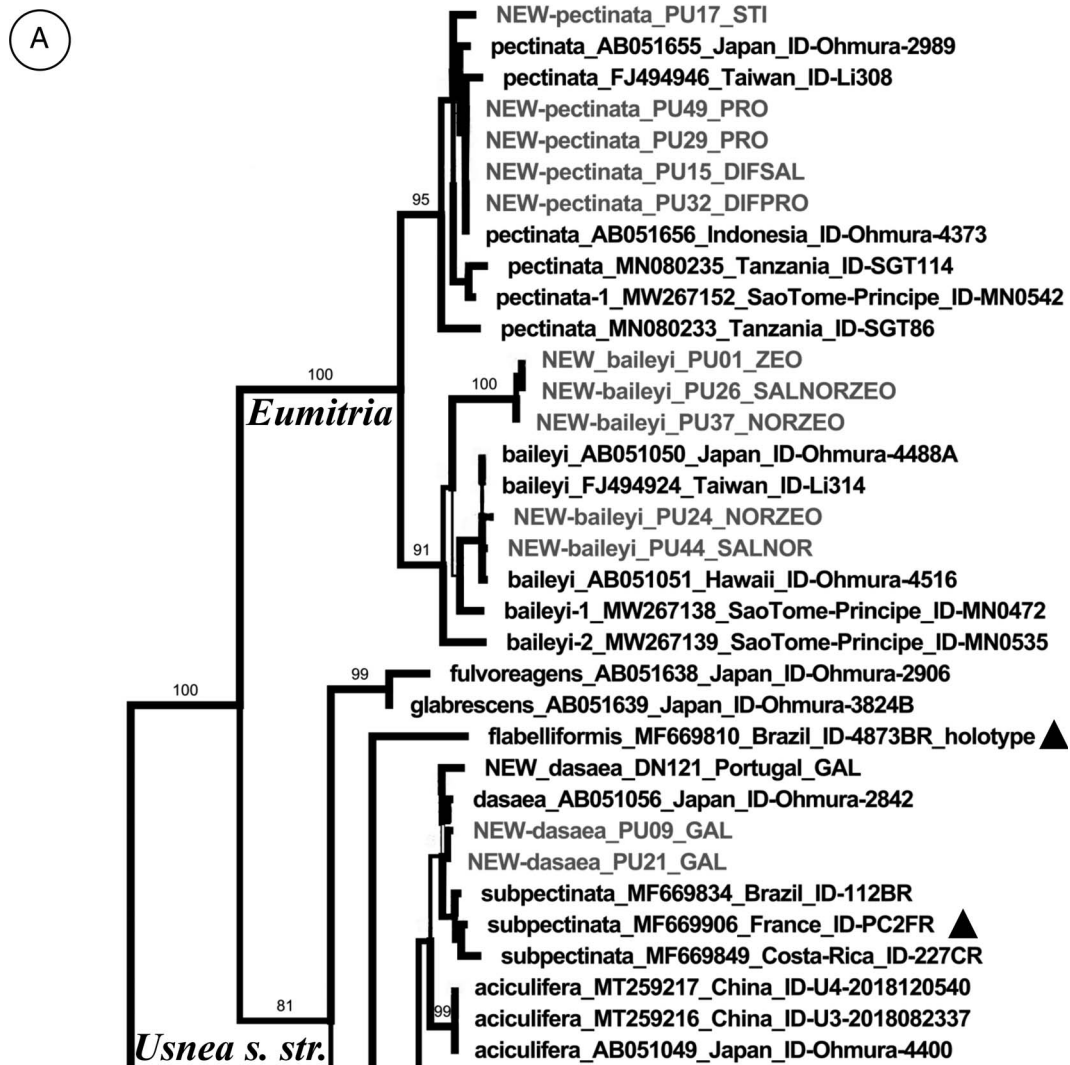 A
NEW-pectinata_PU17_STI
pectinata_AB051655_Japan_ID-Ohmura-2989
pectinata_FJ494946_Taiwan_ID-Li308
NEW-pectinata_PU49_PRO
NEW-pectinata_PU29_PRO
NEW-pectinata_PU15_DIFSAL
95
NEW-pectinata_PU32_DIFPRO
pectinata_AB051656_Indonesia_ID-Ohmura-4373
pectinata_MN080235_Tanzania_ID-SGT114
pectinata-1_MW267152_SaoTome-Principe_ID-MN0542
pectinata_MN080233_Tanzania_ID-SGT86
NEW_baileyi_PU01_ZEO
100
100
NEW-baileyi_PU26_SALNORZEO
Eumitria
NEW-baileyi_PU37_NORZEO
baileyi_AB051050_Japan_ID-Ohmura-4488A
baileyi_FJ494924_Taiwan_ID-Li314
NEW-baileyi_PU24_NORZEO
91
NEW-baileyi_PU44_SALNOR
baileyi_AB051051_Hawaii_ID-Ohmura-4516
baileyi-1_MW267138_SaoTome-Principe_ID-MN0472
baileyi-2_MW267139_SaoTome-Principe_ID-MN0535
99
fulvoreagens_AB051638_Japan_ID-Ohmura-2906
100
glabrescens_AB051639_Japan_ID-Ohmura-3824B
flabelliformis_MF669810_Brazil_ID-4873BR_holotype
NEW_dasaea_DN121_Portugal_GAL
dasaea_AB051056_Japan_ID-Ohmura-2842
NEW-dasaea_PU09_GAL
NEW-dasaea_PU21_GAL
subpectinata_MF669834_Brazil_ID-112BR
subpectinata_MF669906_France_ID-PC2FR
subpectinata_MF669849_Costa-Rica_ID-227CR
aciculifera_MT259217_China_ID-U4-2018120540
81
99
aciculifera_MT259216_China_ID-U3-2018082337
Usnea s. str.
aciculifera_AB051049_Japan_ID-Ohmura-4400